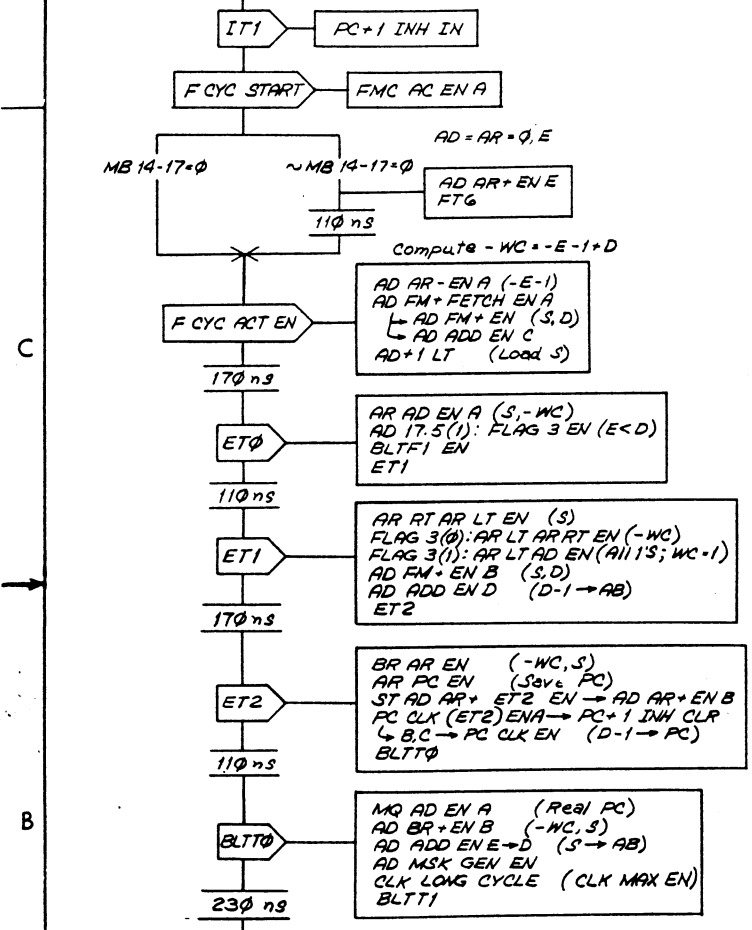 IT1
PC+1 INH IN
F CYC START
FMC AC EN A
AD = AR = Ø, E
MB 14-17=Ø
~MB 14-17=Ø
AD AR+ EN E
FT6
11Ø ns
Compute -WC = -E-1+D
F CYC ACT EN
AD AR-EN A (-E-1)
AD FM+ FETCH EN A
↳ AD FM+ EN (S,D)
↳ AD ADD EN C
AD+1 LT (Load S)
C
17Ø ns
ETØ
AR AD EN A (S,-WC)
AD 17.5(1): FLAG 3 EN (E<D)
BLTF1 EN
ET1
11Ø ns
ET1
AR RT AR LT EN (S)
FLAG 3(Ø): AR LT AR RT EN (-WC)
FLAG 3(1): AR LT AD EN (All 1'S; WC=1)
AD FM+ EN B (S,D)
AD ADD EN D (D-1→AB)
ET2
17Ø ns
ET2
BR AR EN (-WC,S)
AR PC EN (Save PC)
ST AD AR+ ET2 EN → AD AR+ EN B
PC CLK (ET2) ENA → PC+1 INH CLR
↳ B,C → PC CLK EN (D-1 → PC)
BLTTØ
11Ø ns
B
BLTTØ
MQ AD EN A (Real PC)
AD BR+ EN B (-WC,S)
AD ADD EN E→D (S→AB)
AD MSK GEN EN
CLK LONG CYCLE (CLK MAX EN)
BLTT1
23Ø ns